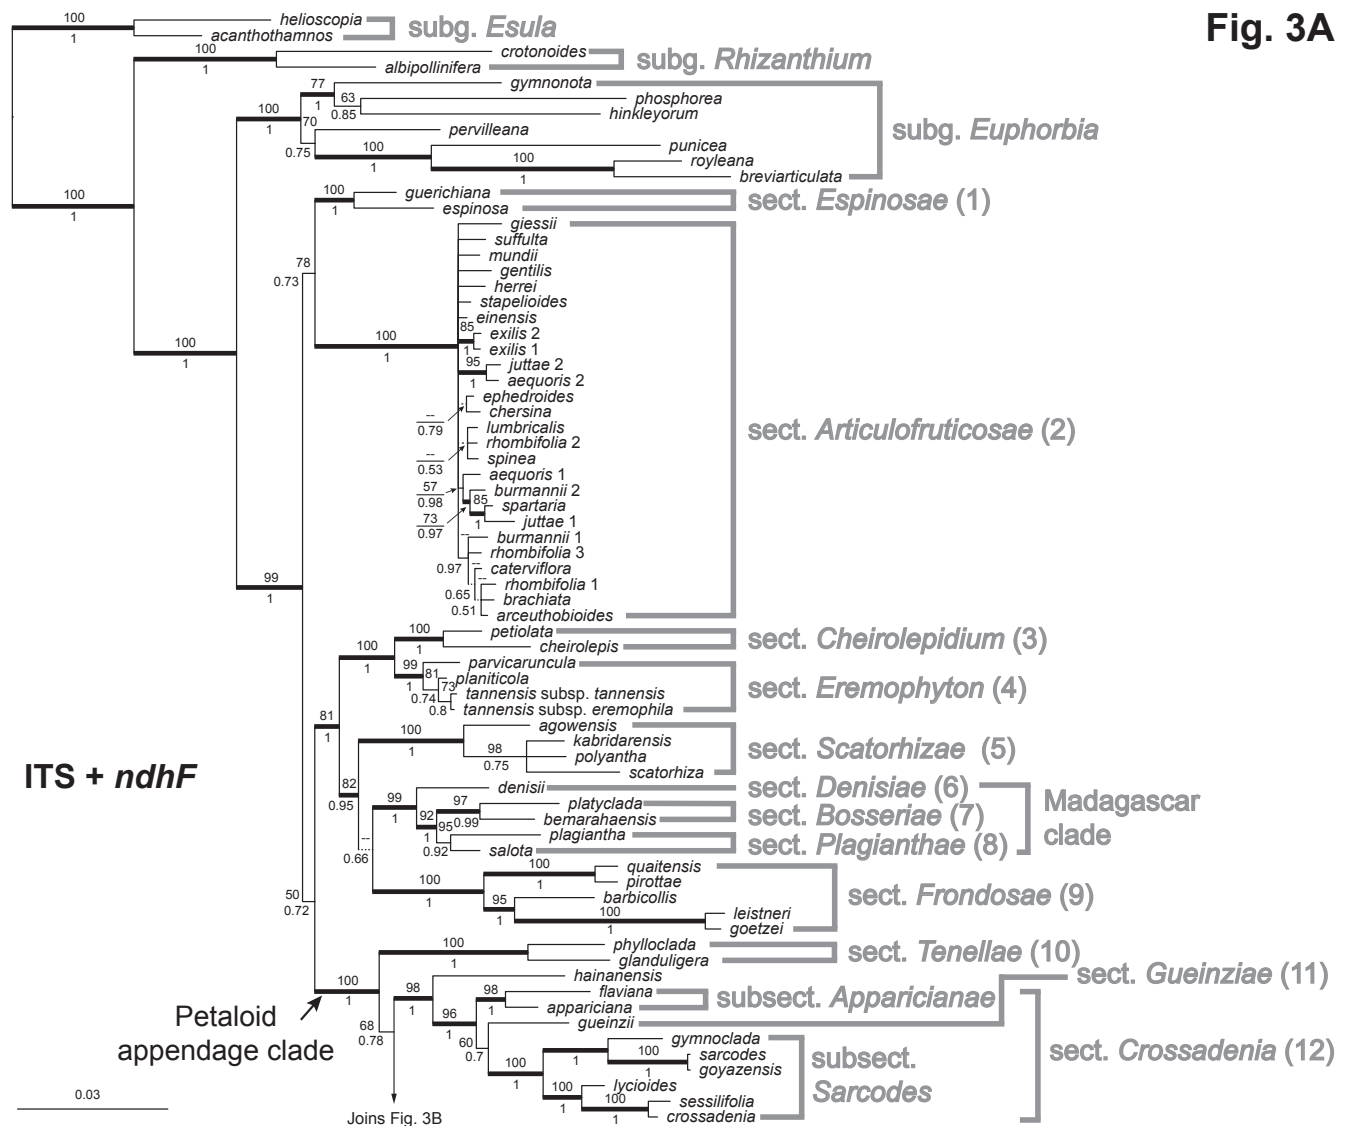 Fig. 3A
100
helioscopia
1
acanthothamnos
subg. Esula
100
crotonoides
1
albipollinifera
subg. Rhizanthium
77
gymnonota
1
63
phosphorea
0.85
hinkleyorum
100
1
70
pervilleana
0.75
100
punicea
1
100
royleana
1
breviarticulata
subg. Euphorbia
100
1
100
guerichiana
1
espinosa
sect. Espinosae (1)
78
0.73
giessii
suffulta
mundii
gentilis
herrei
stapelioides
einensis
85
exilis 2
1
exilis 1
100
1
100
1
95
juttae 2
1
aequoris 2
ephedroides
--
0.79
chersina
lumbricalis
rhombifolia 2
--
0.53
spinea
aequoris 1
57
0.98
burmannii 2
85
spartaria
73
0.97
1
juttae 1
burmannii 1
--
rhombifolia 3
0.97
--
caterviflora
--
rhombifolia 1
0.65
brachiata
0.51
arceuthobioides
sect. Articulofruticosae (2)
99
1
100
petiolata
1
cheirolepis
sect. Cheirolepidium (3)
100
1
99
parvicaruncula
1
81
planiticola
0.74
73
tannensis subsp. tannensis
0.8
tannensis subsp. eremophila
sect. Eremophyton (4)
81
1
100
agowensis
1
kabridarensis
98
polyantha
0.75
scatorhiza
sect. Scatorhizae (5)
ITS + ndhF
82
0.95
denisii
sect. Denisiae (6)
99
1
97
platyclada
0.99
bemarahaensis
sect. Bosseriae (7)
92
1
95
plagiantha
0.92
salota
sect. Plagianthae (8)
Madagascar
clade
--
0.66
100
quaitensis
1
pirottae
100
1
95
barbicollis
1
100
leistneri
1
goetzei
sect. Frondosae (9)
50
0.72
100
phylloclada
1
glanduligera
sect. Tenellae (10)
100
1
Petaloid
appendage clade
hainanensis
sect. Gueinziae (11)
98
1
98
flaviana
1
appariciana
subsect. Apparicianae
96
1
gueinzii
68
0.78
60
0.7
gymnoclada
100
sarcodes
1
1
goyazensis
100
1
lycioides
100
1
100
sessilifolia
1
crossadenia
subsect.
Sarcodes
sect. Crossadenia (12)
0.03
Joins Fig. 3B